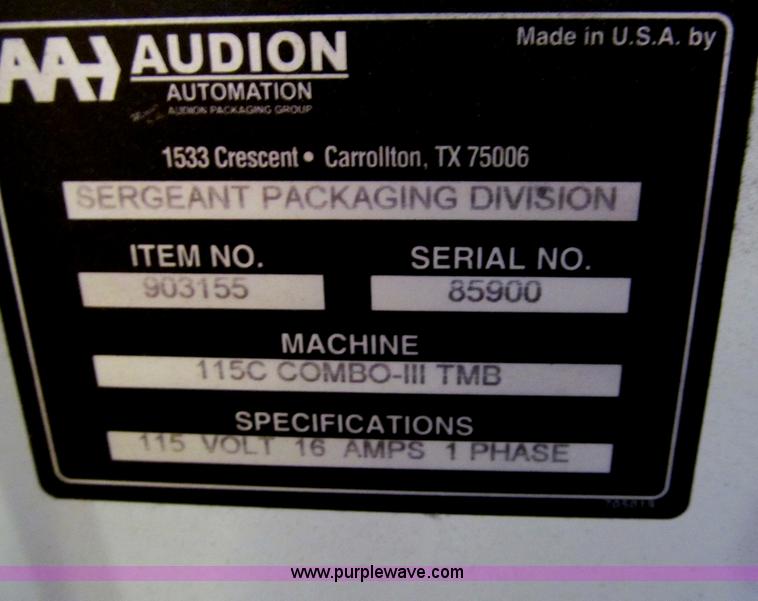 Made in U.S.A. by
AUDION
AUTOMATION
AUDION PACKAGING GROUP
1533 Crescent • Carrollton, TX 75006
SERGEANT PACKAGING DIVISION
ITEM NO. SERIAL NO.
903155 85900
MACHINE
115C COMBO-III TMB
SPECIFICATIONS
115 VOLT 16 AMPS 1 PHASE
www.purplewave.com